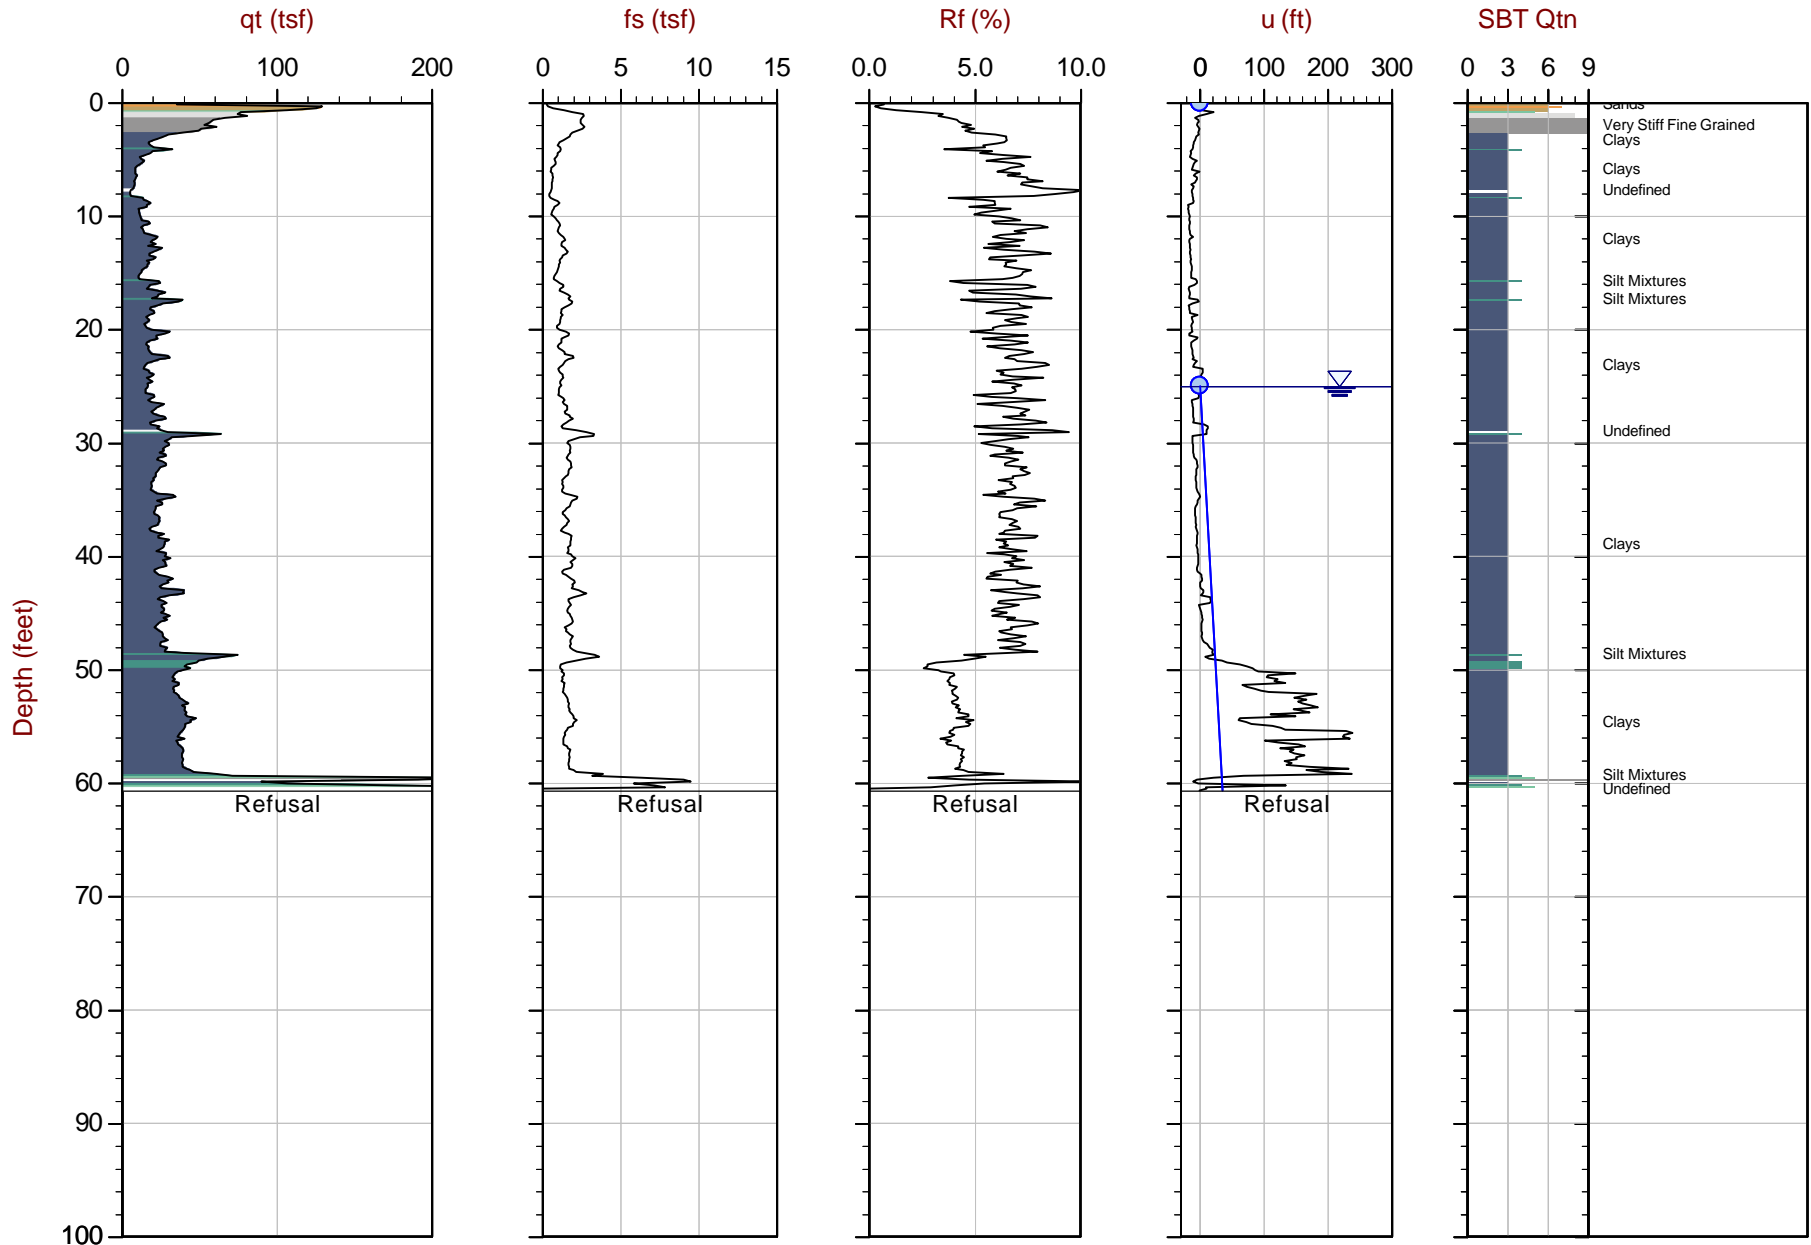 qt (tsf)
fs (tsf)
Rf (%)
u (ft)
SBT Qtn
0 100 200
0 5 10 15
0.0 5.0 10.0
0 100 200 300
0 3 6 9
0
10
20
30
40
50
60
70
80
90
100
Depth (feet)
Sands
Very Stiff Fine Grained
Clays
Clays
Undefined
Clays
Silt Mixtures
Silt Mixtures
Clays
Undefined
Clays
Silt Mixtures
Clays
Silt Mixtures
Undefined
Refusal
Refusal
Refusal
Refusal